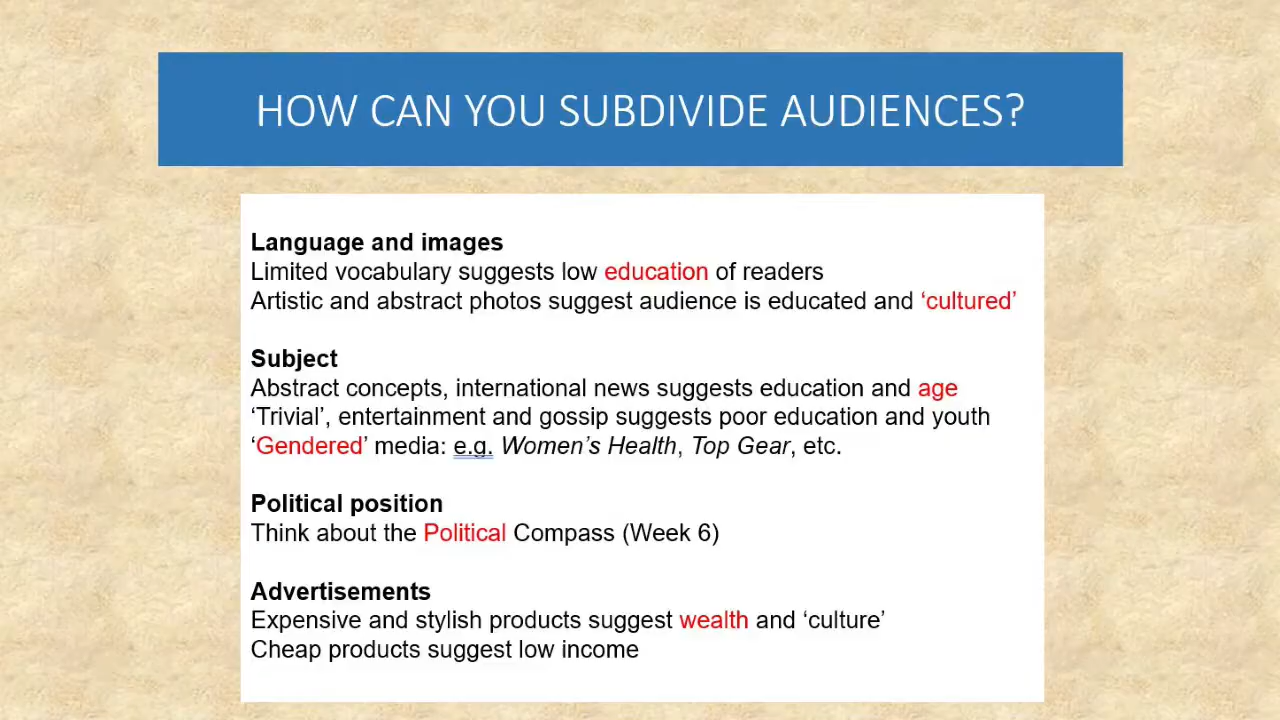 HOW CAN YOU SUBDIVIDE AUDIENCES?
Language and images
Limited vocabulary suggests low education of readers
Artistic and abstract photos suggest audience is educated and ‘cultured’
Subject
Abstract concepts, international news suggests education and age
‘Trivial’, entertainment and gossip suggests poor education and youth
‘Gendered’ media: e.g. Women’s Health, Top Gear, etc.
Political position
Think about the Political Compass (Week 6)
Advertisements
Expensive and stylish products suggest wealth and ‘culture’
Cheap products suggest low income